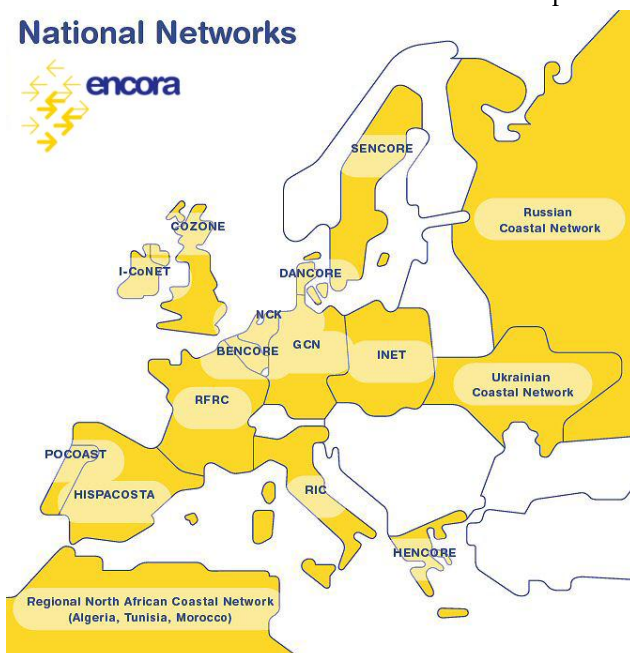 National Networks
encora
SENCORE
Russian
Coastal Network
COZONE
I-CoNET
DANCORE
NCK
GCN
BENCORE
INET
Ukrainian
Coastal Network
RFRC
POCOAST
HISPACOSTA
RIC
HENCORE
Regional North African Coastal Network
(Algeria, Tunisia, Morocco)